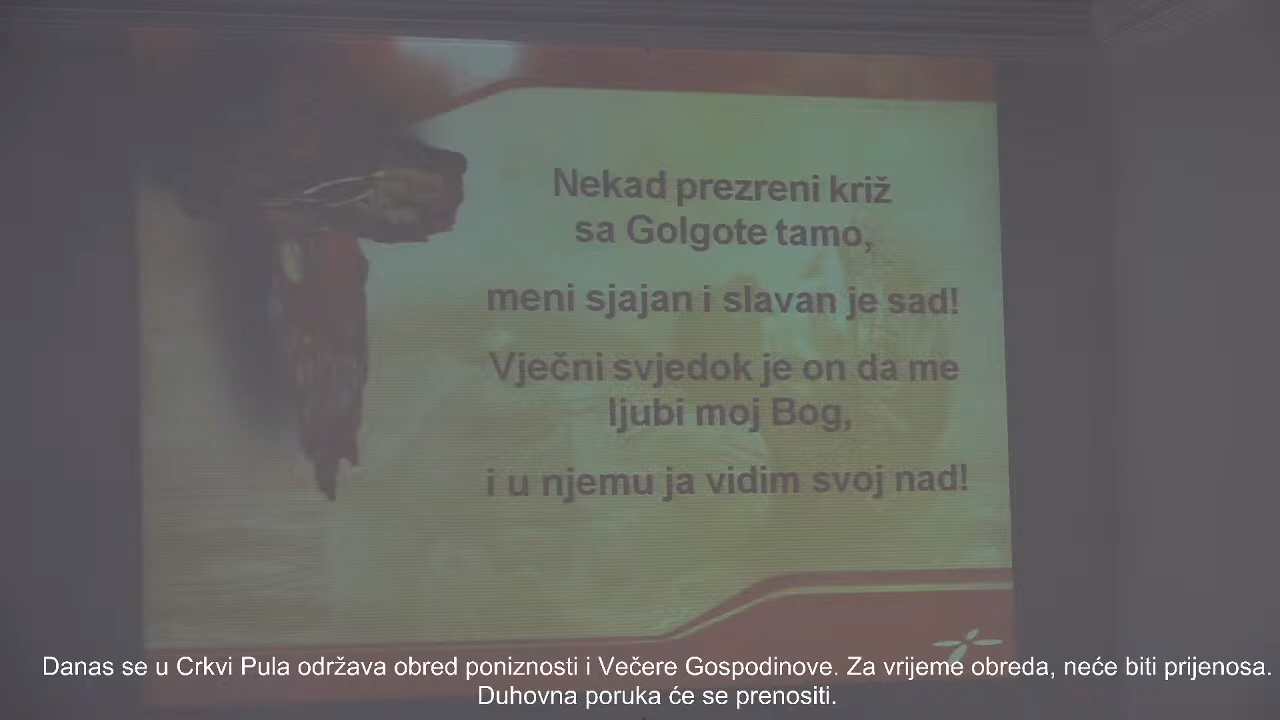 Nekad prezreni križ
sa Golgote tamo,
meni sjajan i slavan je sad!
Vječni svjedok je on da me
ljubi moj Bog,
i u njemu ja vidim svoj nad!
Danas se u Crkvi Pula održava obred poniznosti i Večere Gospodinove. Za vrijeme obreda, neće biti prijenosa.
Duhovna poruka će se prenositi.